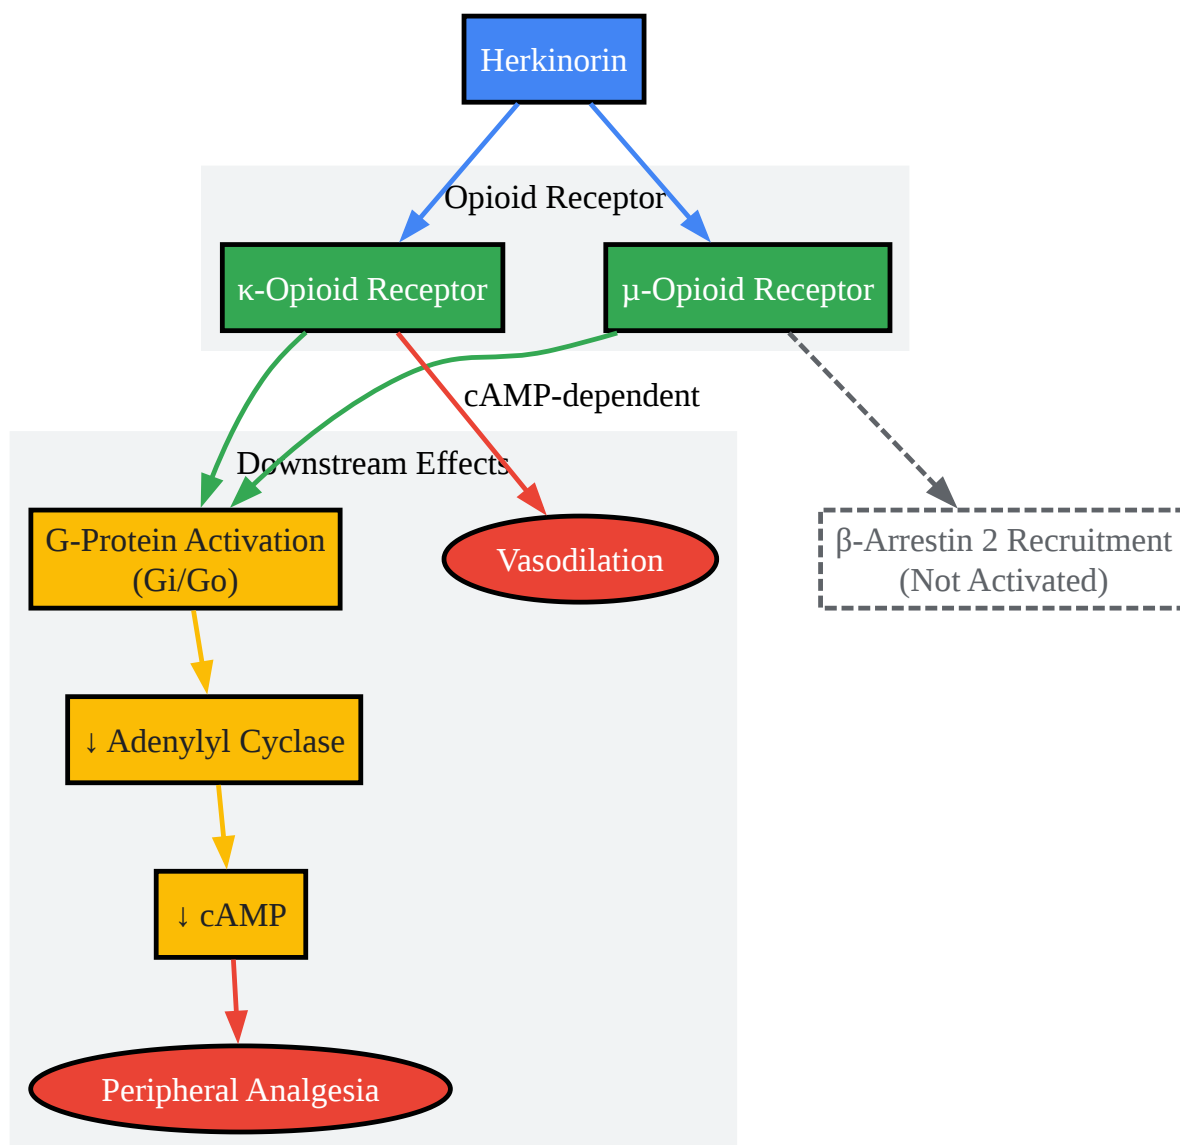 Herkinorin
Opioid Receptor
κ-Opioid Receptor
µ-Opioid Receptor
cAMP-dependent
Downstream Effects
G-Protein Activation
(Gi/Go)
Vasodilation
β-Arrestin 2 Recruitment
(Not Activated)
↓ Adenylyl Cyclase
↓ cAMP
Peripheral Analgesia